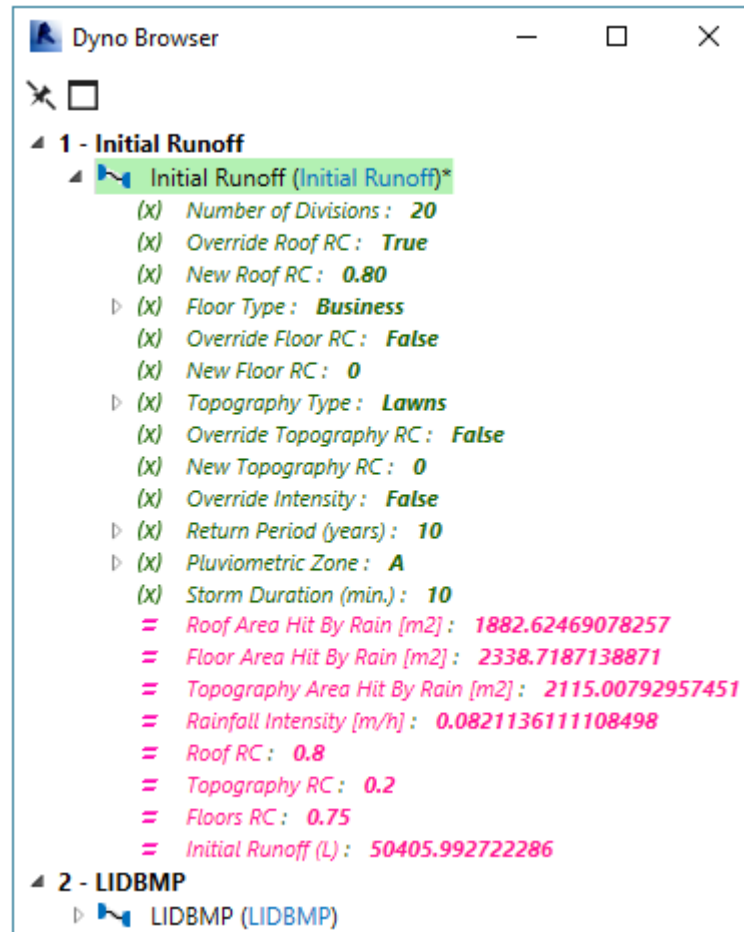 Dyno Browser
1 - Initial Runoff
Initial Runoff (Initial Runoff)*
(x) Number of Divisions : 20
(x) Override Roof RC : True
(x) New Roof RC : 0.80
(x) Floor Type : Business
(x) Override Floor RC : False
(x) New Floor RC : 0
(x) Topography Type : Lawns
(x) Override Topography RC : False
(x) New Topography RC : 0
(x) Override Intensity : False
(x) Return Period (years) : 10
(x) Pluviometric Zone : A
(x) Storm Duration (min.) : 10
= Roof Area Hit By Rain [m2] : 1882.62469078257
= Floor Area Hit By Rain [m2] : 2338.7187138871
= Topography Area Hit By Rain [m2] : 2115.00792957451
= Rainfall Intensity [m/h] : 0.0821136111108498
= Roof RC : 0.8
= Topography RC : 0.2
= Floors RC : 0.75
= Initial Runoff (L) : 50405.992722286
2 - LIDBMP
LIDBMP (LIDBMP)